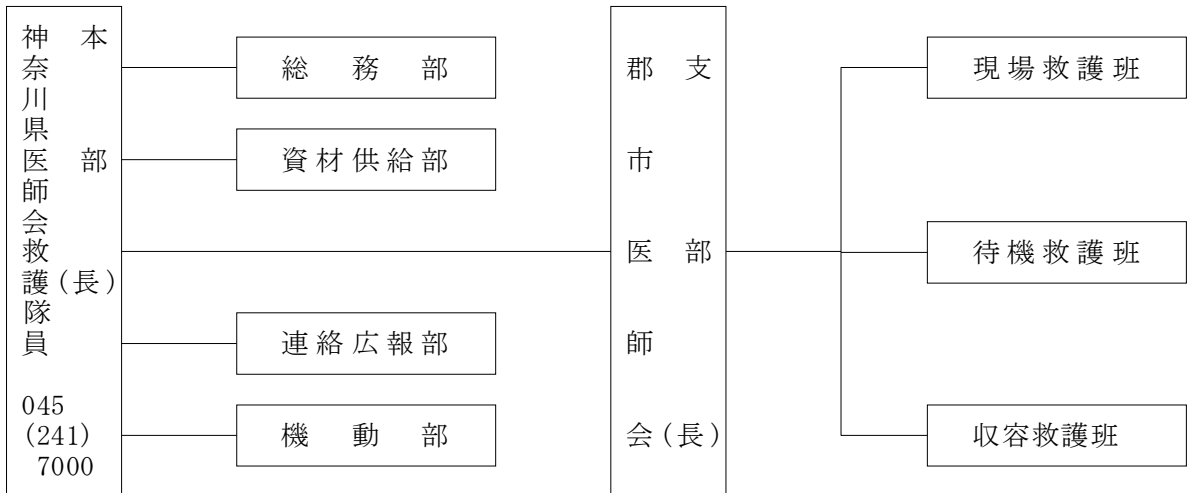 本部(長)
神奈川県医師会救護隊員
045
(241)
7000
総務部
資材供給部
連絡広報部
機動部
支部(長)
郡市医師会
現場救護班
待機救護班
収容救護班